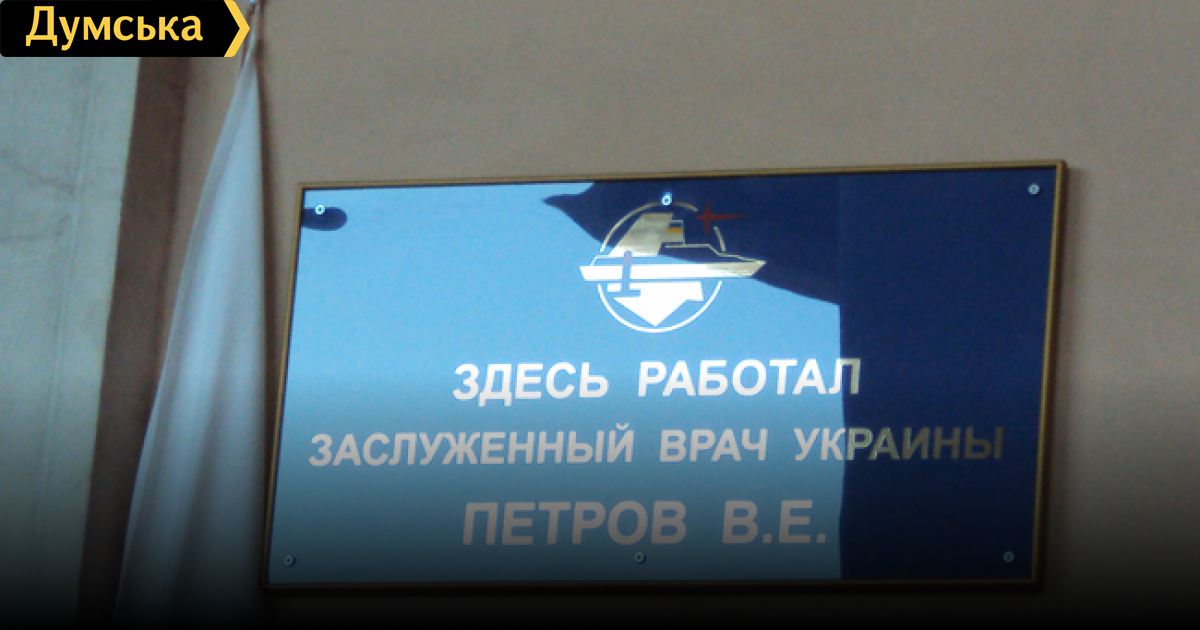 Думська
ЗДЕСЬ РАБОТАЛ
ЗАСЛУЖЕННЫЙ ВРАЧ УКРАИНЫ
ПЕТРОВ В.Е.